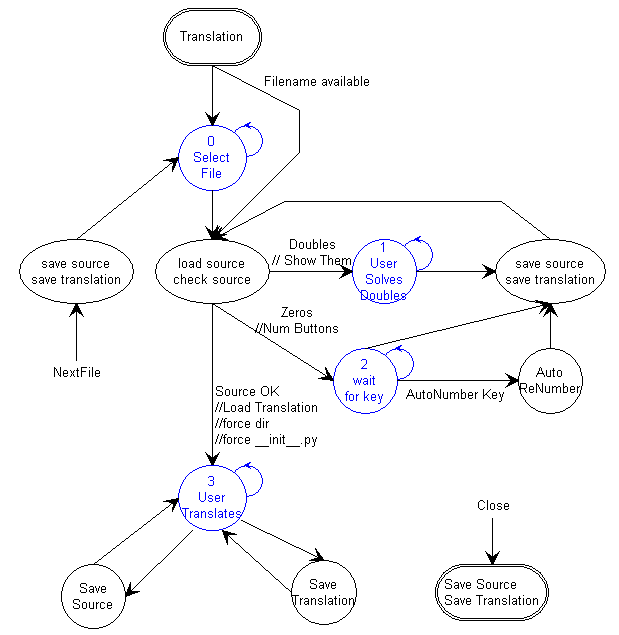 Translation
Filename available
0
Select
File
save source
save translation
load source
check source
Doubles
// Show Them
1
User
Solves
Doubles
save source
save translation
Zeros
//Num Buttons
NextFile
2
wait
for key
AutoNumber Key
Auto
ReNumber
Source OK
//Load Translation
//force dir
//force __init__.py
3
User
Translates
Close
Save
Source
Save
Translation
Save Source
Save Translation